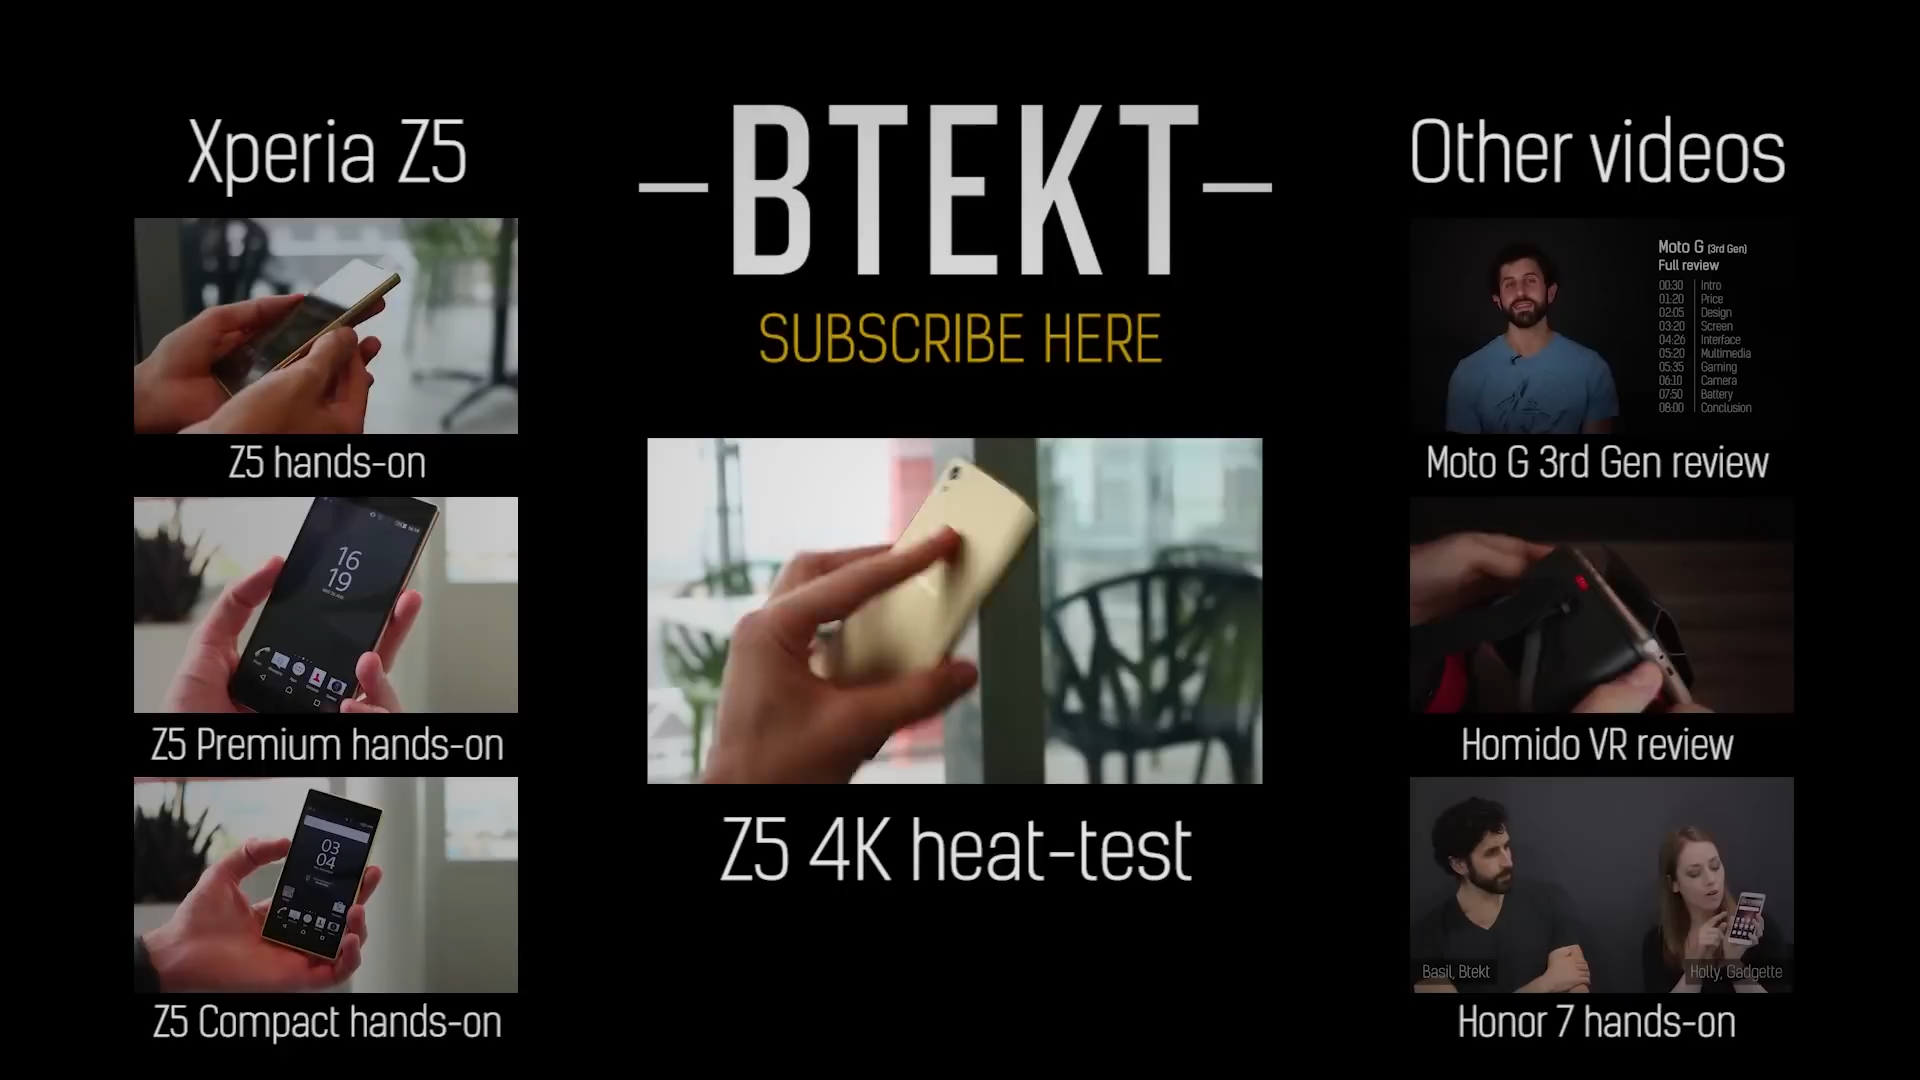 Xperia Z5
Z5 hands-on
16
19
Z5 Premium hands-on
03
04
Z5 Compact hands-on
BTEKT
SUBSCRIBE HERE
Z5 4K heat-test
Other videos
Moto G (3rd Gen)
Full review
00:30 Intro
01:20 Price
02:05 Design
03:20 Screen
04:26 Interface
05:20 Multimedia
05:35 Gaming
06:10 Camera
07:50 Battery
08:00 Conclusion
Moto G 3rd Gen review
Homido VR review
Basil, Btekt
Holly, Gadgette
Honor 7 hands-on